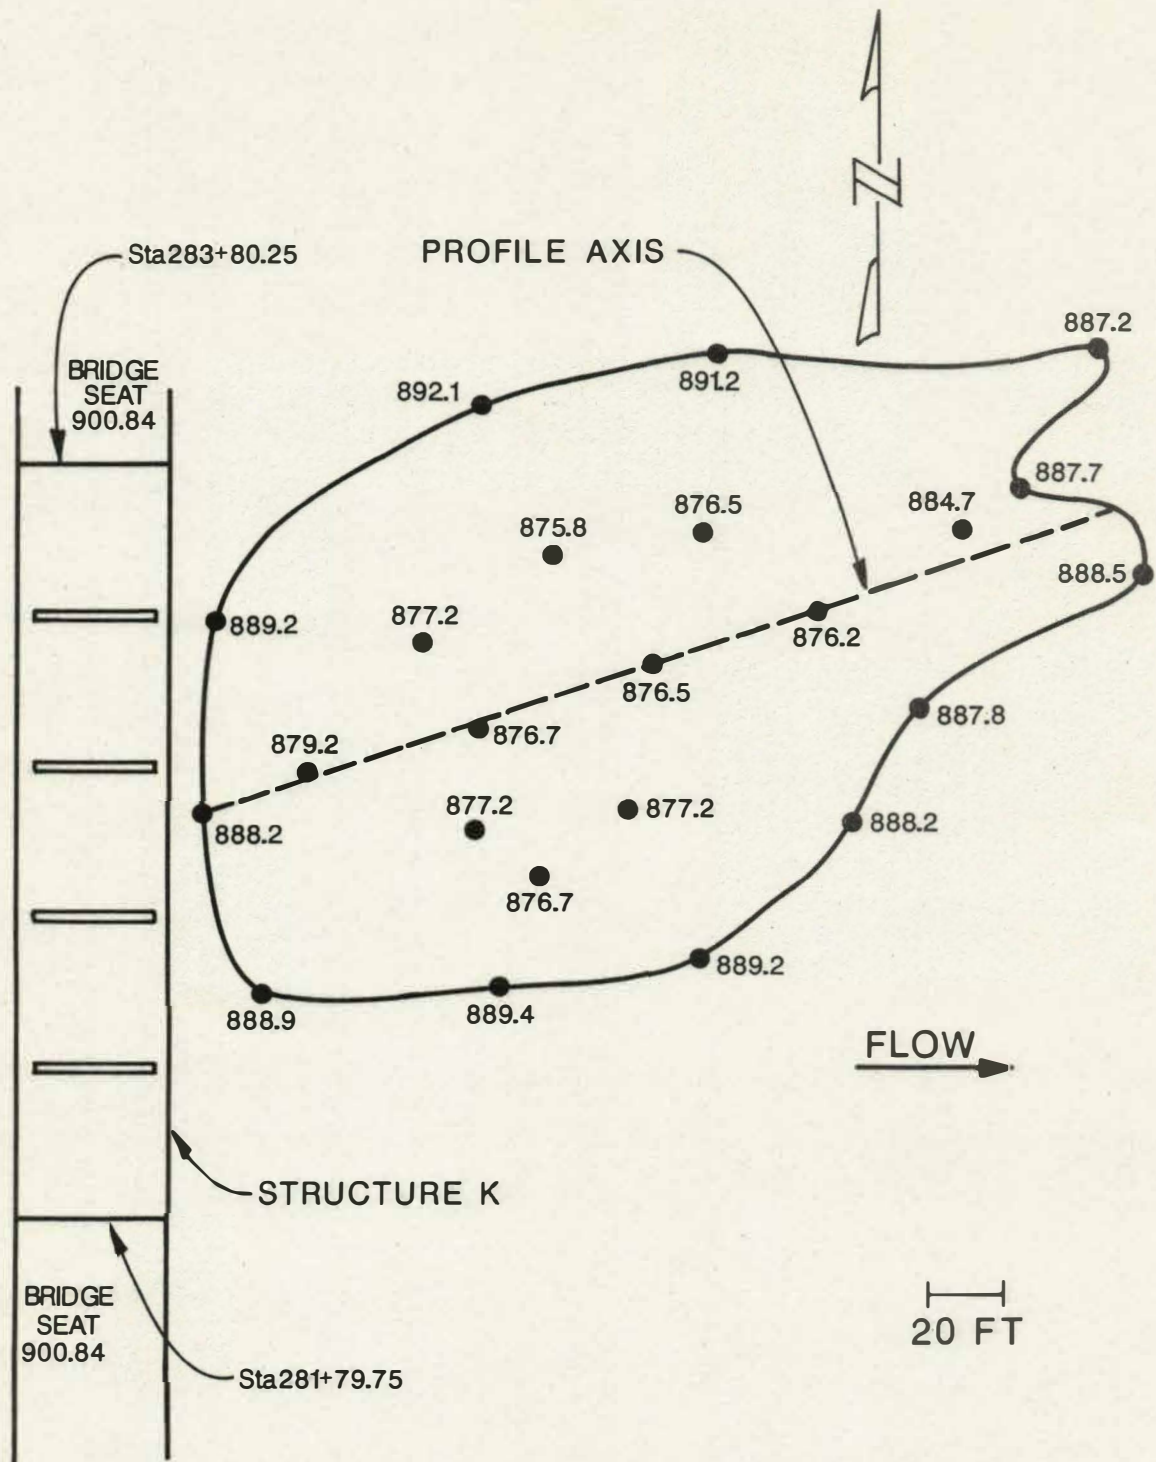 N
Sta283+80.25
PROFILE AXIS
887.2
BRIDGE
SEAT
900.84
892.1
891.2
887.7
876.5
884.7
875.8
888.5
877.2
889.2
876.2
876.5
887.8
876.7
879.2
877.2
877.2
888.2
888.2
876.7
889.2
888.9
889.4
FLOW
STRUCTURE K
BRIDGE
SEAT
900.84
20 FT
Sta281+79.75